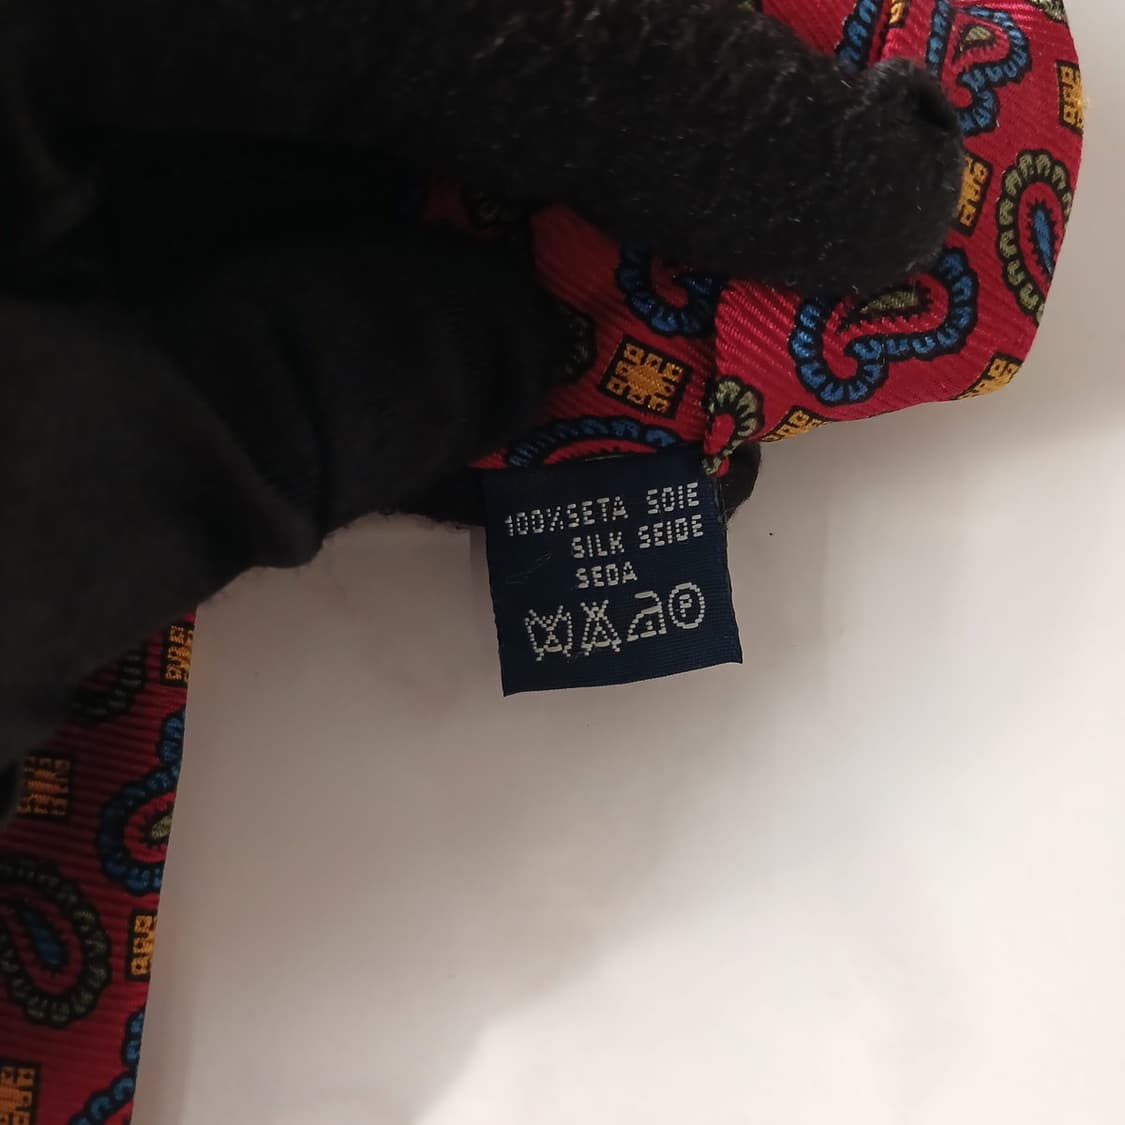 100%SETA SOIE
SILK SEIDE
SEDA
P